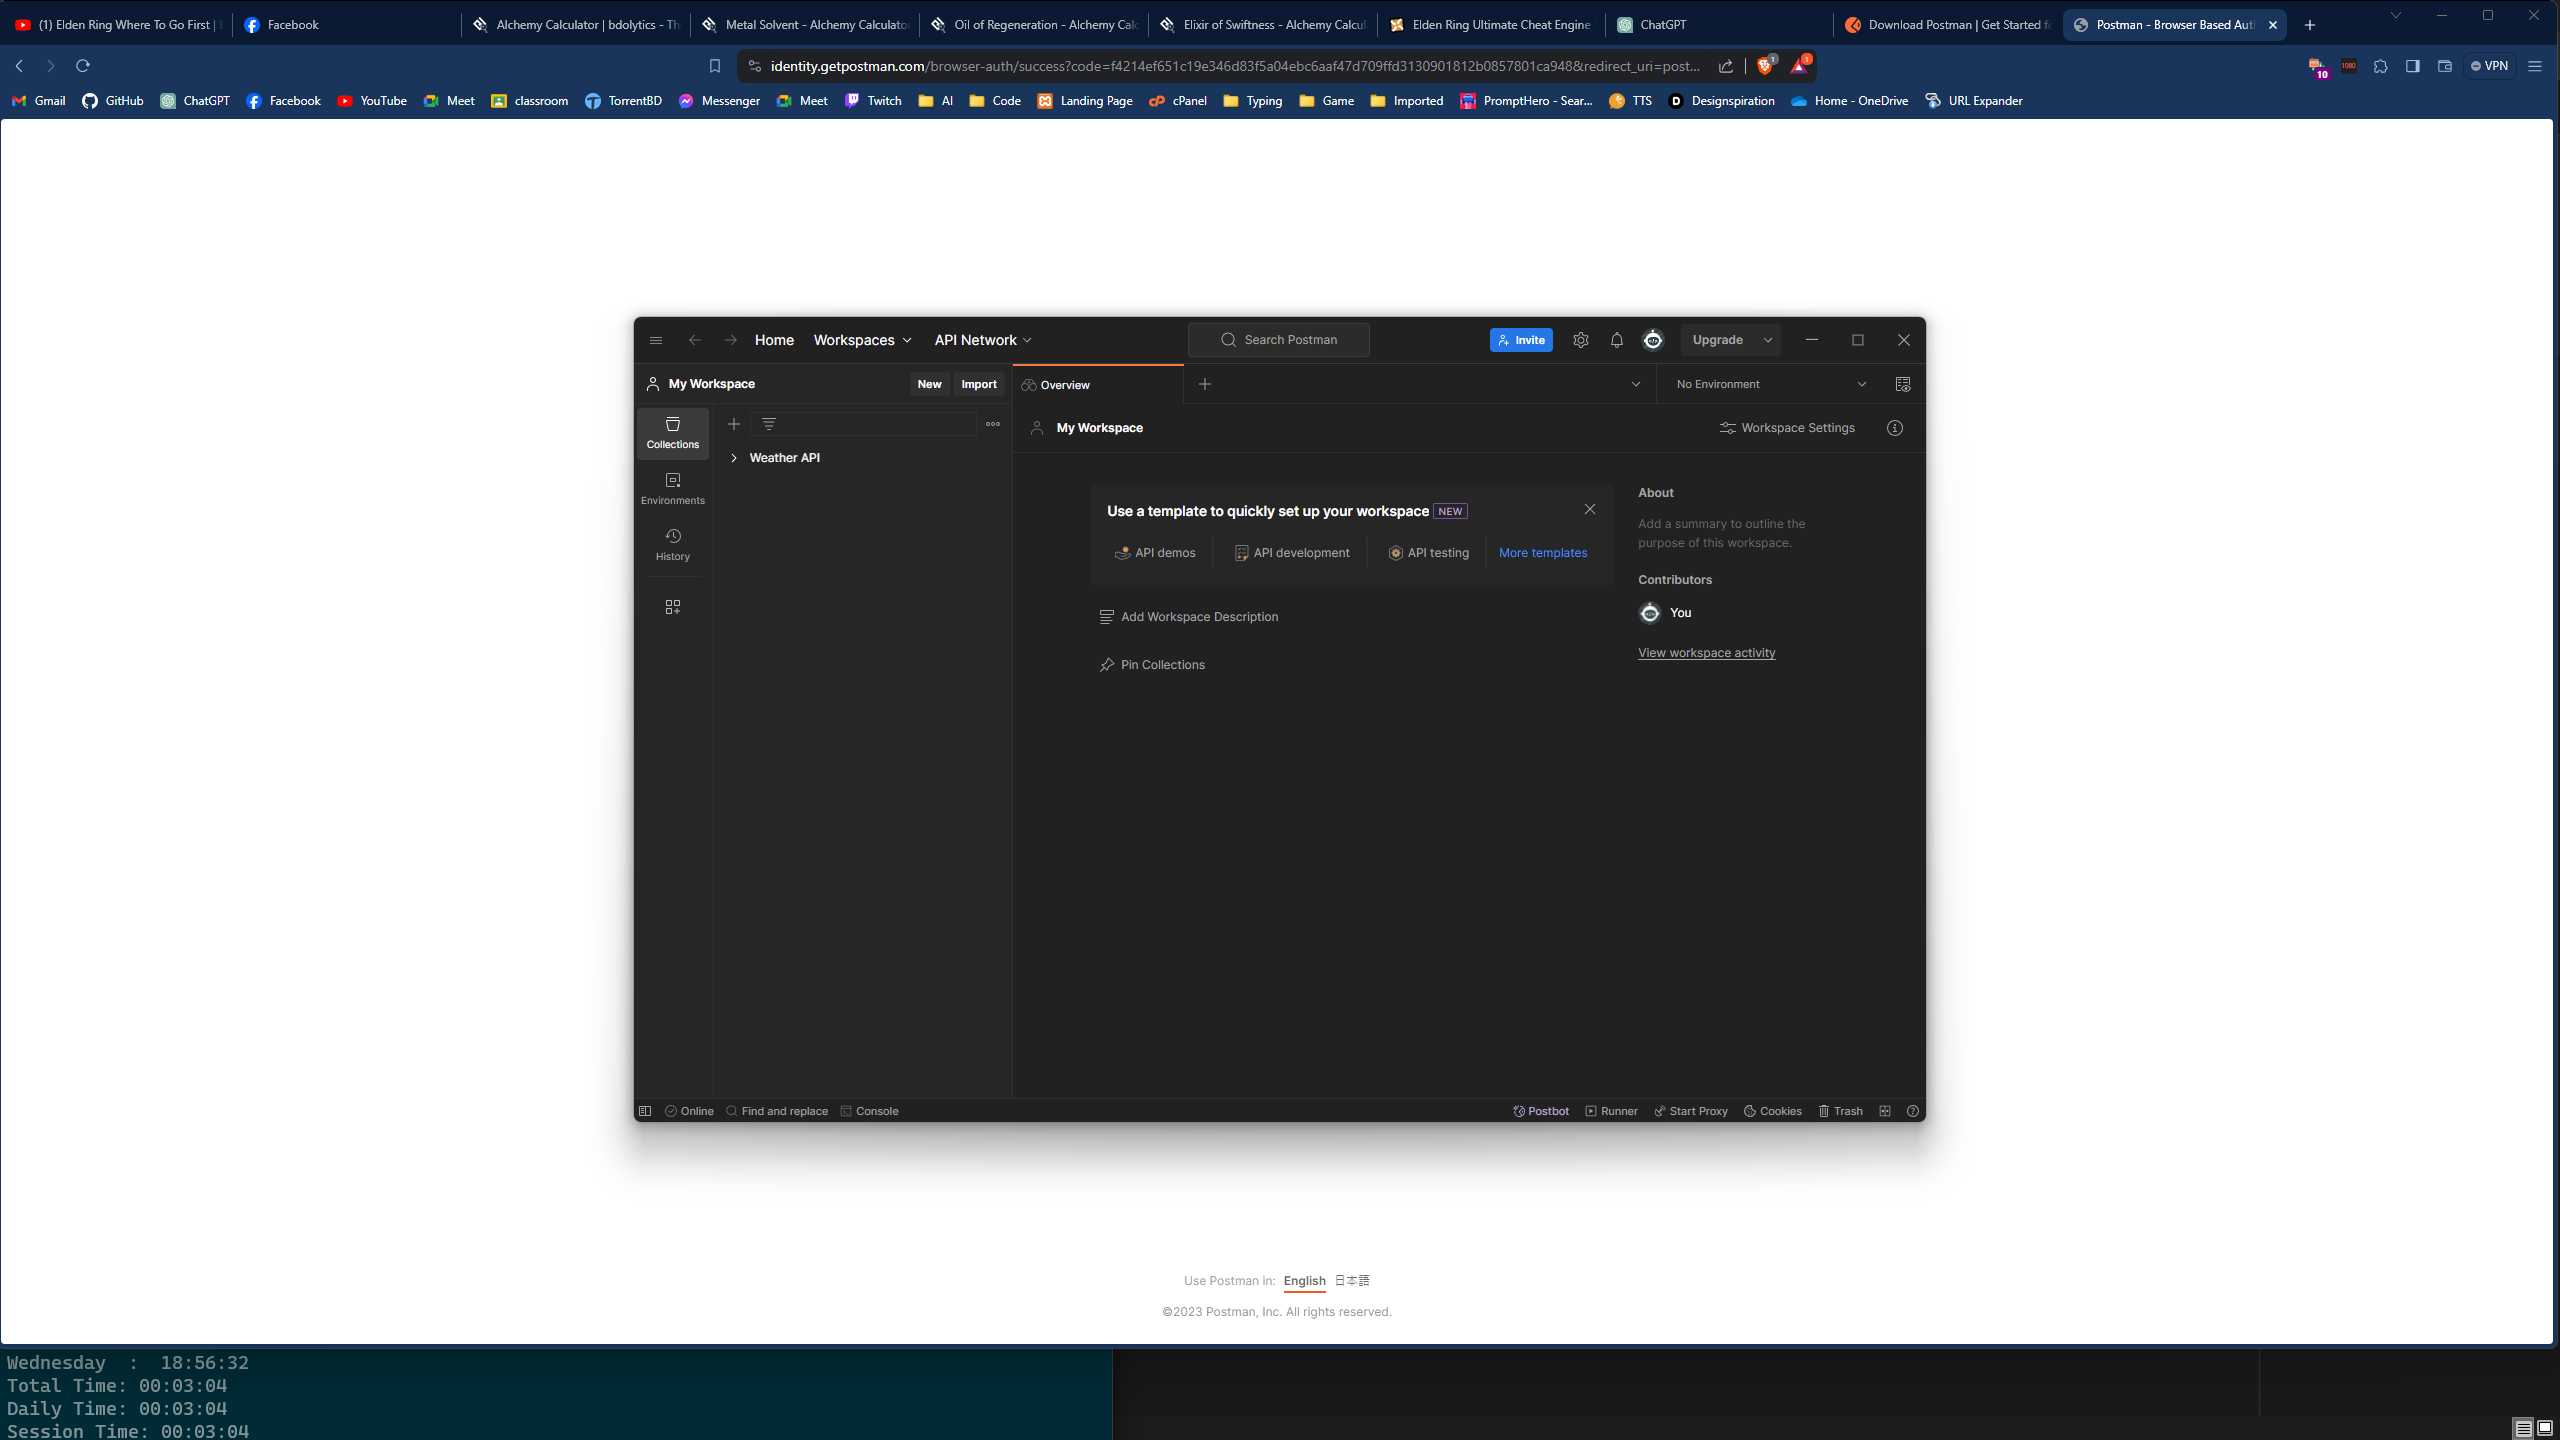 (1) Elden Ring Where To Go First |
Facebook
Alchemy Calculator | bdolytics - Th
Metal Solvent - Alchemy Calculator
Oil of Regeneration - Alchemy Calc
Elixir of Swiftness - Alchemy Calcul
Elden Ring Ultimate Cheat Engine
ChatGPT
Download Postman | Get Started fo
Postman - Browser Based Auth
identity.getpostman.com/browser-auth/success?code=f4214ef651c19e346d83f5a04ebc6aaf47d709ffd3130901812b0857801ca948&redirect_uri=post...
1
1
10
1080
VPN
Gmail
GitHub
ChatGPT
Facebook
YouTube
Meet
classroom
TorrentBD
Messenger
Meet
Twitch
AI
Code
Landing Page
cPanel
Typing
Game
Imported
PromptHero - Sear...
TTS
Designspiration
Home - OneDrive
URL Expander
Home
Workspaces
API Network
Search Postman
Invite
Upgrade
My Workspace
New
Import
Overview
No Environment
Collections
Environments
History
Weather API
My Workspace
Workspace Settings
Use a template to quickly set up your workspace NEW
API demos
API development
API testing
More templates
Add Workspace Description
Pin Collections
About
Add a summary to outline the
purpose of this workspace.
Contributors
You
View workspace activity
Online
Find and replace
Console
Postbot
Runner
Start Proxy
Cookies
Trash
Use Postman in: English 日本語
©2023 Postman, Inc. All rights reserved.
Wednesday : 18:56:32
Total Time: 00:03:04
Daily Time: 00:03:04
Session Time: 00:03:04